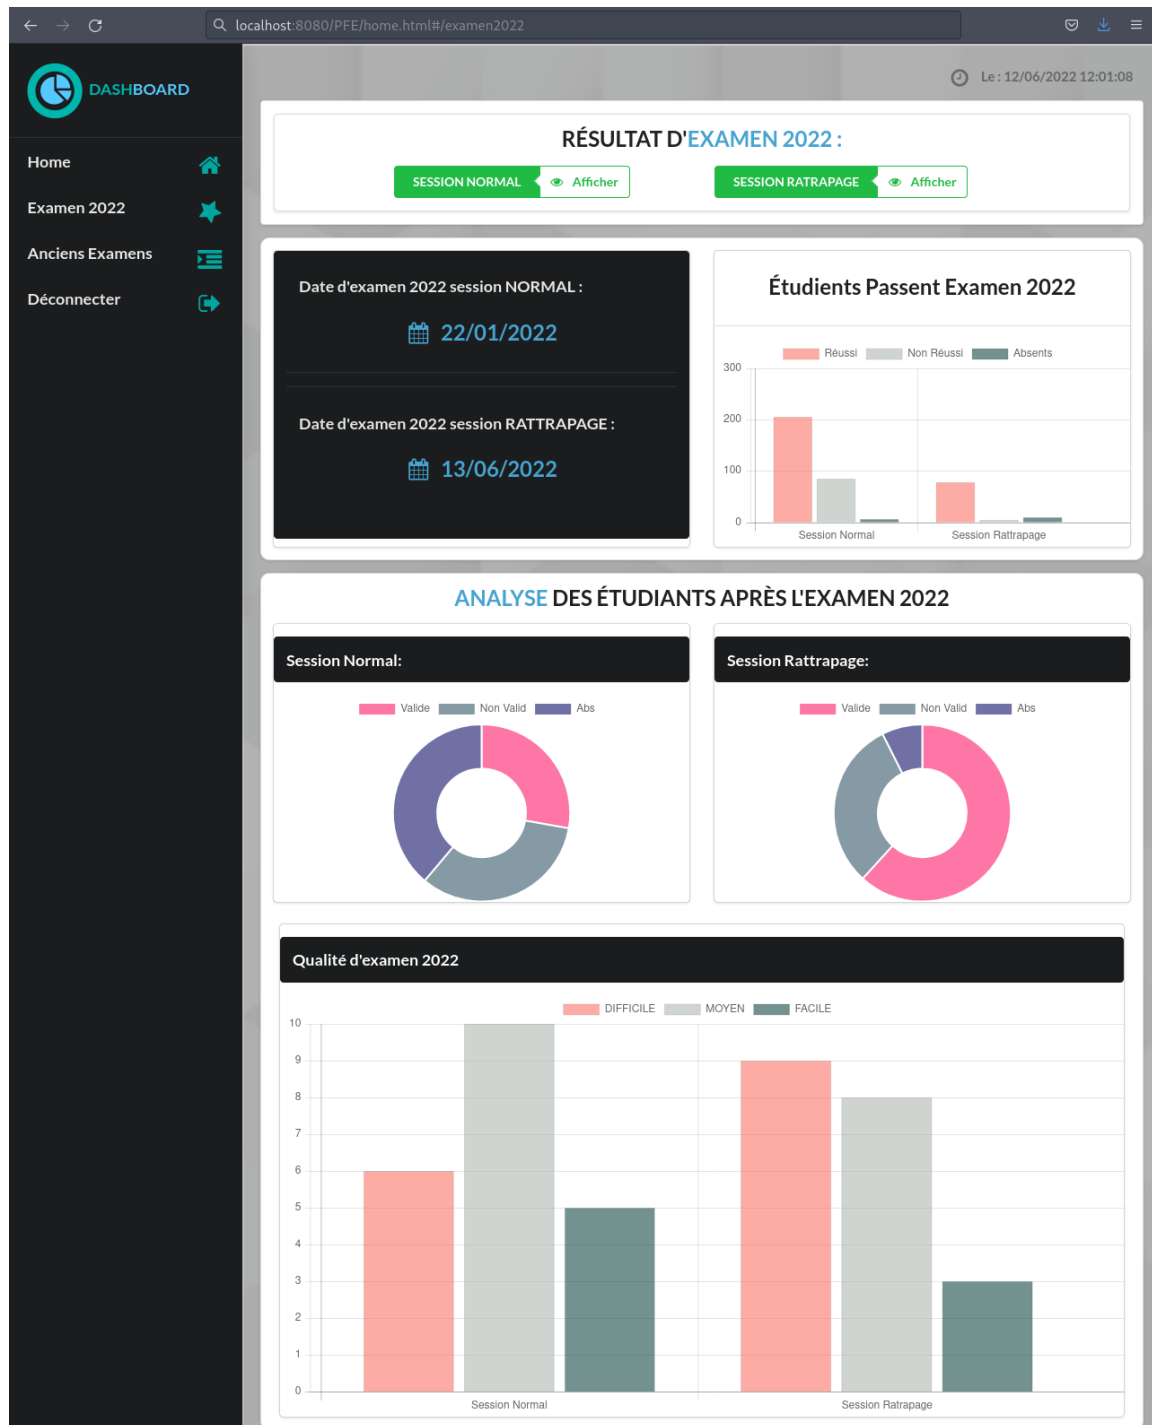 localhost:8080/PFE/home.html#/examen2022
DASHBOARD
Le : 12/06/2022 12:01:08
Home
Examen 2022
Anciens Examens
Déconnecter
RÉSULTAT D'EXAMEN 2022 :
SESSION NORMAL Afficher
SESSION RATRAPAGE Afficher
Date d'examen 2022 session NORMAL :
22/01/2022
Date d'examen 2022 session RATTRAPAGE :
13/06/2022
Étudients Passent Examen 2022
Réussi Non Réussi Absents
300
200
100
0
Session Normal Session Rattrapage
ANALYSE DES ÉTUDIANTS APRÈS L'EXAMEN 2022
Session Normal:
Valide Non Valid Abs
Session Rattrapage:
Valide Non Valid Abs
Qualité d'examen 2022
DIFFICILE MOYEN FACILE
10
9
8
7
6
5
4
3
2
1
0
Session Normal Session Ratrapage